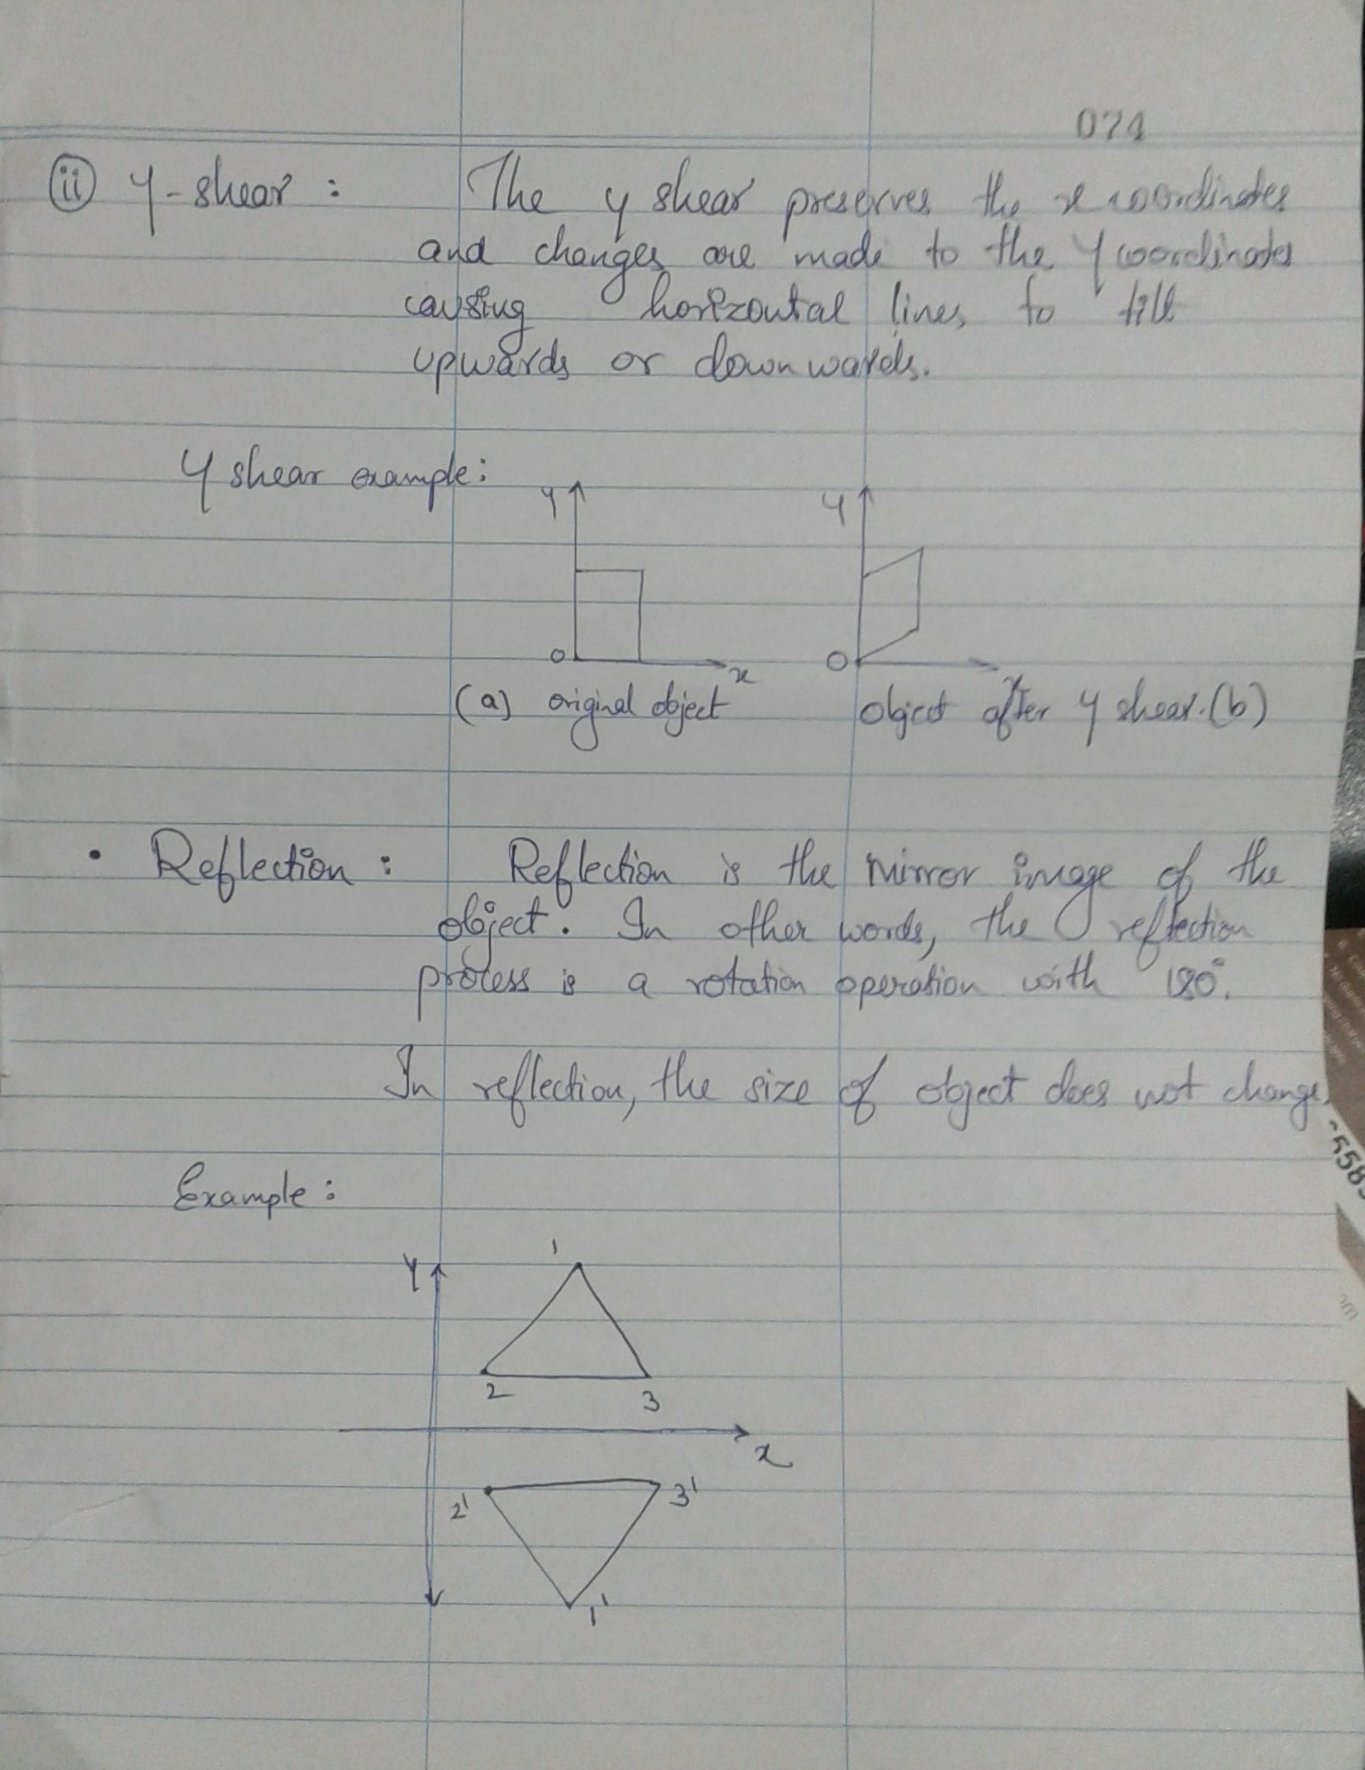 074
ii Y-shear : The y shear preserves the x coordinates
and changes are made to the Y coordinates
causing horizontal lines to till
upwards or downwards.
Y shear example:
Y Y
O x O x
(a) original object object after Y shear. (b)
• Reflection : Reflection is the mirror image of the
object. In other words, the reflection
process is a rotation operation with 180°.
In reflection, the size of object does not change.
Example :
Y 1
2 3
x
2' 3'
1'
5585